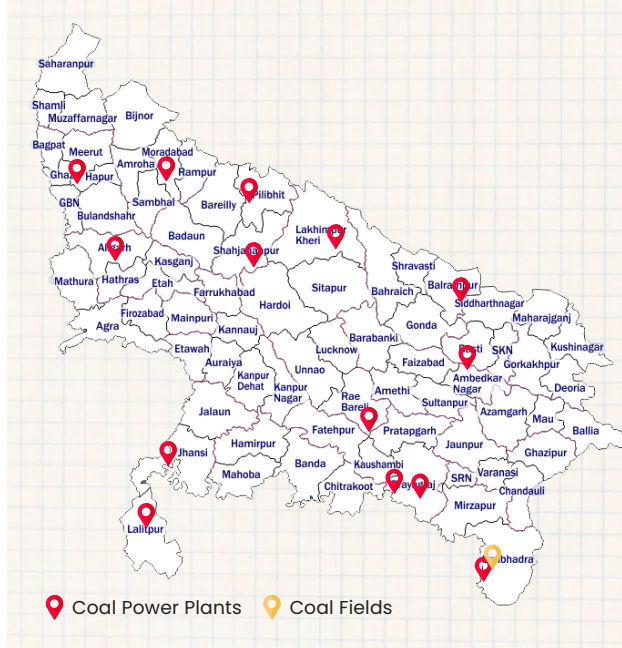 Saharanpur
Shamli
Muzaffarnagar
Bijnor
Bagpat
Meerut
Moradabad
Amroha
Rampur
Hapur
Pilibhit
GBN
Sambhal
Bareilly
Bulandshahr
Badaun
Lakhimpur
Kheri
Shahjahanpur
Aligarh
Kasganj
Shravasti
Mathura
Hathras
Etah
Sitapur
Bahraich
Balrampur
Farrukhabad
Siddharthnagar
Hardoi
Firozabad
Mainpuri
Maharajganj
Agra
Kannauj
Gonda
Barabanki
Etawah
Lucknow
Basti
SKN
Kushinagar
Auraiya
Faizabad
Gorkakhpur
Unnao
Kanpur
Dehat
Kanpur
Nagar
Ambedkar
Nagar
Deoria
Rae
Bareli
Amethi
Sultanpur
Jalaun
Azamgarh
Mau
Fatehpur
Pratapgarh
Ballia
Hamirpur
Jaunpur
Jhansi
Ghazipur
Banda
Kaushambi
Mahoba
Varanasi
SRN
Chitrakoot
Chandauli
Mirzapur
Lalitpur
Coal Power Plants
Coal Fields